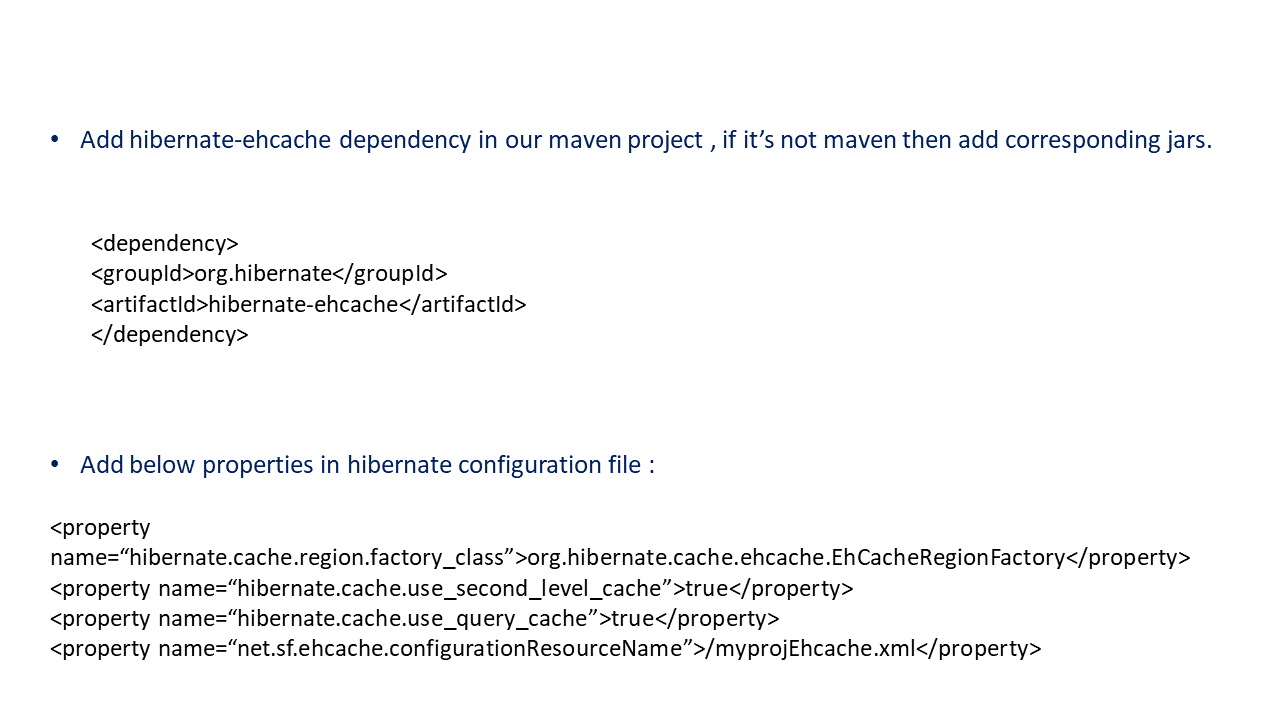 • Add hibernate-ehcache dependency in our maven project , if it’s not maven then add corresponding jars.
<dependency>
<groupId>org.hibernate</groupId>
<artifactId>hibernate-ehcache</artifactId>
</dependency>
• Add below properties in hibernate configuration file :
<property
name=“hibernate.cache.region.factory_class”>org.hibernate.cache.ehcache.EhCacheRegionFactory</property>
<property name=“hibernate.cache.use_second_level_cache”>true</property>
<property name=“hibernate.cache.use_query_cache”>true</property>
<property name=“net.sf.ehcache.configurationResourceName”>/myprojEhcache.xml</property>